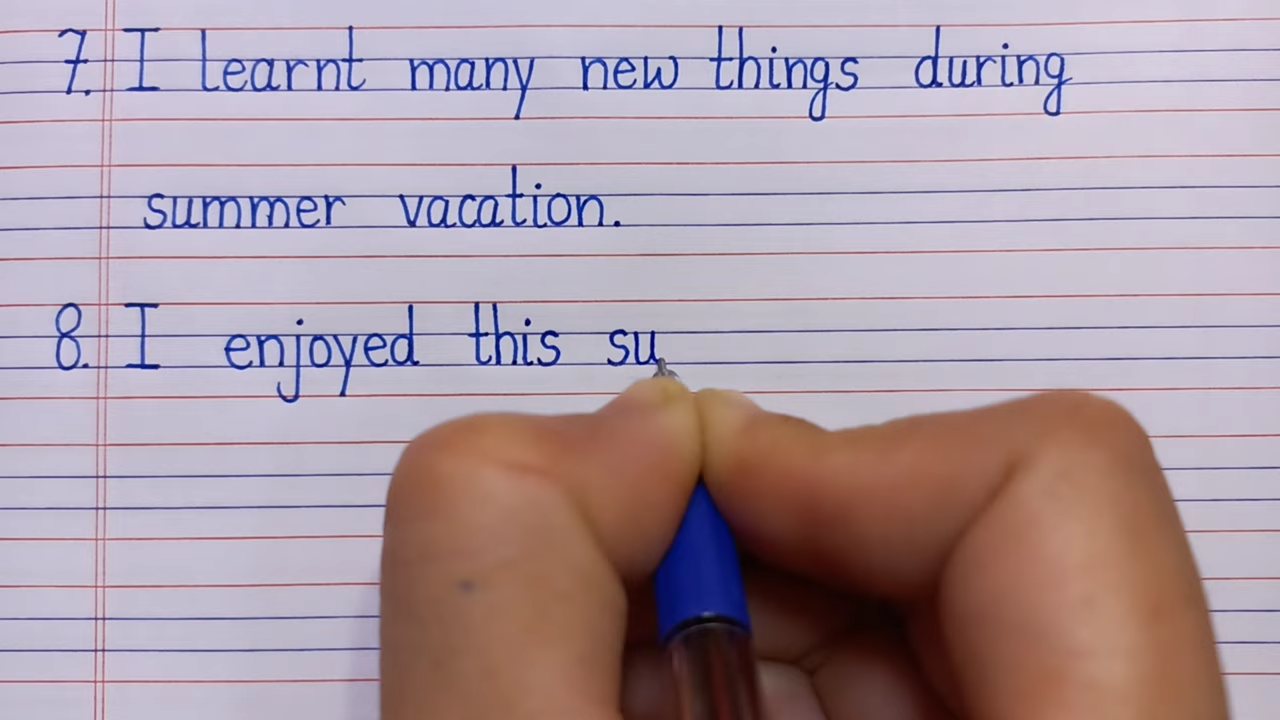 7. I learnt many new things during
summer vacation.
8. I enjoyed this su